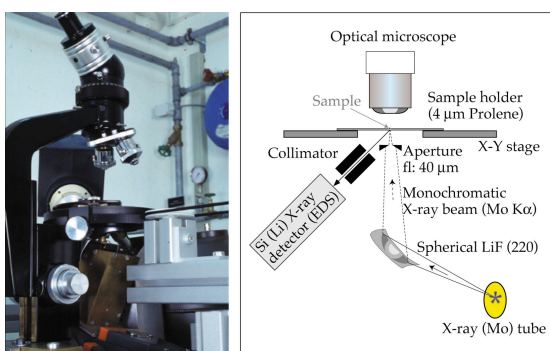 Optical microscope
Sample
Sample holder
(4 μm Prolene)
X-Y stage
Collimator
Aperture
fl: 40 μm
Si (Li) X-ray
detector (EDS)
Monochromatic
X-ray beam (Mo Kα)
Spherical LiF (220)
X-ray (Mo) tube